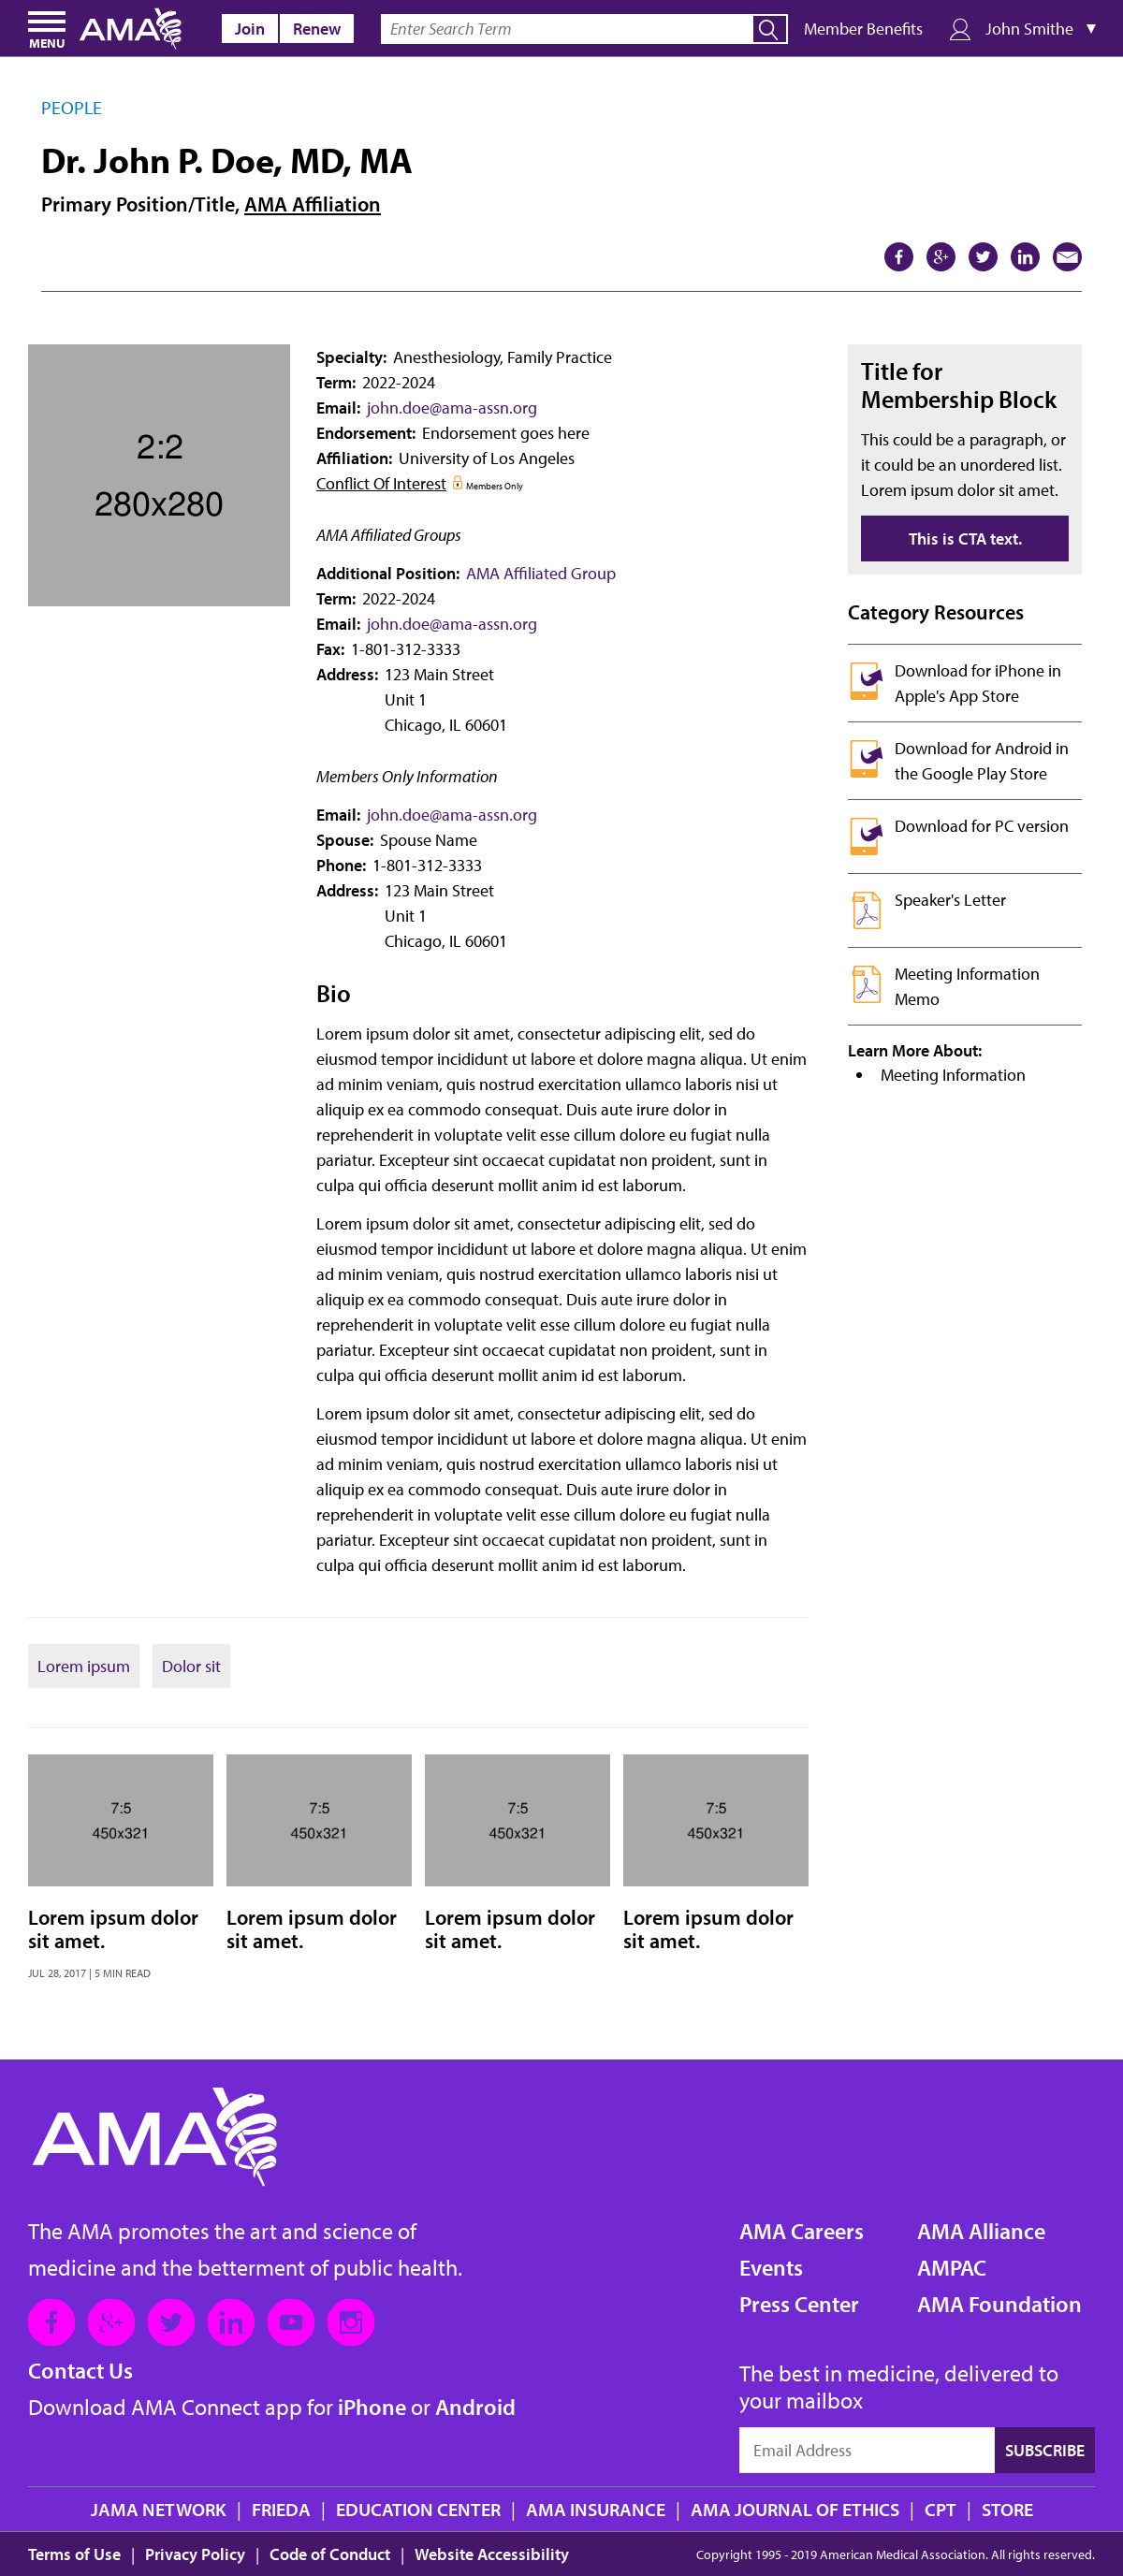 MENU
AMA
Join
Renew
Enter Search Term
Member Benefits
John Smithe ▼
PEOPLE
Dr. John P. Doe, MD, MA
Primary Position/Title, AMA Affiliation
2:2
280x280
Specialty: Anesthesiology, Family Practice
Term: 2022-2024
Email: john.doe@ama-assn.org
Endorsement: Endorsement goes here
Affiliation: University of Los Angeles
Conflict Of Interest Members Only
AMA Affiliated Groups
Additional Position: AMA Affiliated Group
Term: 2022-2024
Email: john.doe@ama-assn.org
Fax: 1-801-312-3333
Address: 123 Main Street
Unit 1
Chicago, IL 60601
Members Only Information
Email: john.doe@ama-assn.org
Spouse: Spouse Name
Phone: 1-801-312-3333
Address: 123 Main Street
Unit 1
Chicago, IL 60601
Bio
Lorem ipsum dolor sit amet, consectetur adipiscing elit, sed do
eiusmod tempor incididunt ut labore et dolore magna aliqua. Ut enim
ad minim veniam, quis nostrud exercitation ullamco laboris nisi ut
aliquip ex ea commodo consequat. Duis aute irure dolor in
reprehenderit in voluptate velit esse cillum dolore eu fugiat nulla
pariatur. Excepteur sint occaecat cupidatat non proident, sunt in
culpa qui officia deserunt mollit anim id est laborum.
Lorem ipsum dolor sit amet, consectetur adipiscing elit, sed do
eiusmod tempor incididunt ut labore et dolore magna aliqua. Ut enim
ad minim veniam, quis nostrud exercitation ullamco laboris nisi ut
aliquip ex ea commodo consequat. Duis aute irure dolor in
reprehenderit in voluptate velit esse cillum dolore eu fugiat nulla
pariatur. Excepteur sint occaecat cupidatat non proident, sunt in
culpa qui officia deserunt mollit anim id est laborum.
Lorem ipsum dolor sit amet, consectetur adipiscing elit, sed do
eiusmod tempor incididunt ut labore et dolore magna aliqua. Ut enim
ad minim veniam, quis nostrud exercitation ullamco laboris nisi ut
aliquip ex ea commodo consequat. Duis aute irure dolor in
reprehenderit in voluptate velit esse cillum dolore eu fugiat nulla
pariatur. Excepteur sint occaecat cupidatat non proident, sunt in
culpa qui officia deserunt mollit anim id est laborum.
Title for
Membership Block
This could be a paragraph, or
it could be an unordered list.
Lorem ipsum dolor sit amet.
This is CTA text.
Category Resources
Download for iPhone in
Apple's App Store
Download for Android in
the Google Play Store
Download for PC version
Speaker's Letter
Meeting Information
Memo
Learn More About:
• Meeting Information
Lorem ipsum
Dolor sit
7:5
450x321
Lorem ipsum dolor
sit amet.
JUL 28, 2017 | 5 MIN READ
7:5
450x321
Lorem ipsum dolor
sit amet.
7:5
450x321
Lorem ipsum dolor
sit amet.
7:5
450x321
Lorem ipsum dolor
sit amet.
AMA
The AMA promotes the art and science of
medicine and the betterment of public health.
Contact Us
Download AMA Connect app for iPhone or Android
AMA Careers
Events
Press Center
AMA Alliance
AMPAC
AMA Foundation
The best in medicine, delivered to
your mailbox
Email Address
SUBSCRIBE
JAMA NETWORK | FRIEDA | EDUCATION CENTER | AMA INSURANCE | AMA JOURNAL OF ETHICS | CPT | STORE
Terms of Use | Privacy Policy | Code of Conduct | Website Accessibility
Copyright 1995 - 2019 American Medical Association. All rights reserved.